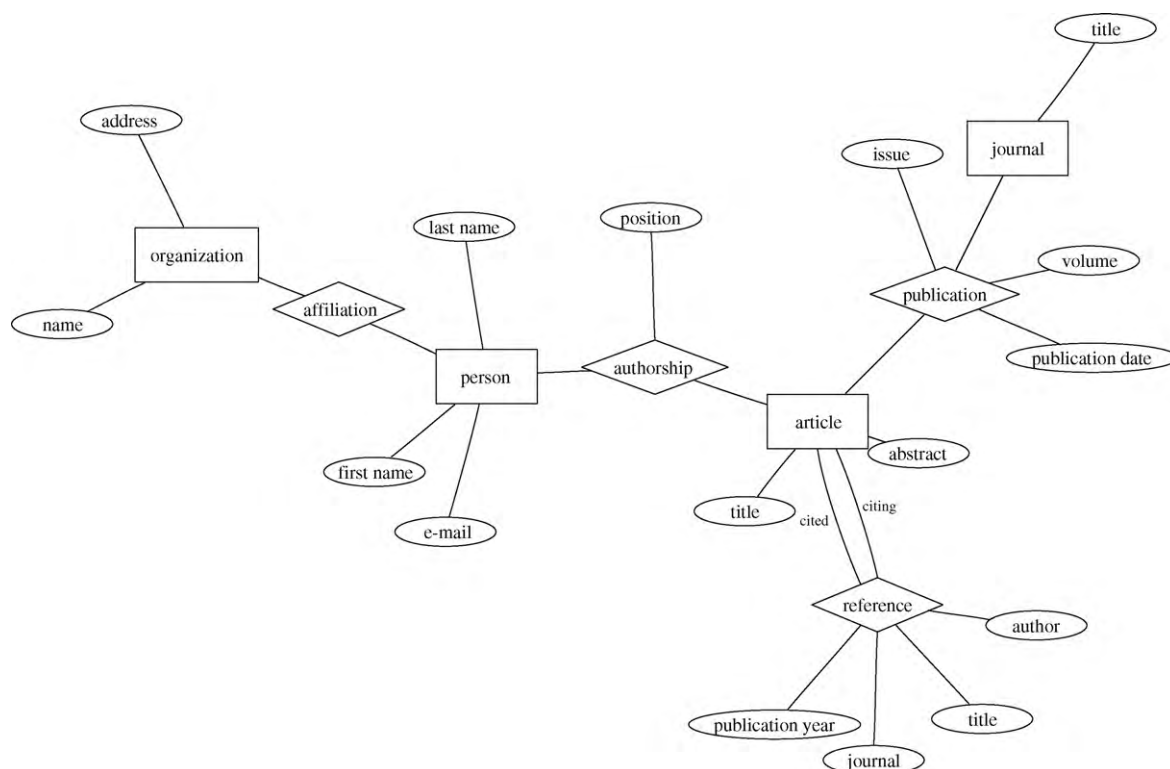 title
address
issue
journal
last name
position
organization
volume
publication
affiliation
name
publication date
person
authorship
article
abstract
first name
title
cited
citing
e-mail
reference
author
publication year
title
journal